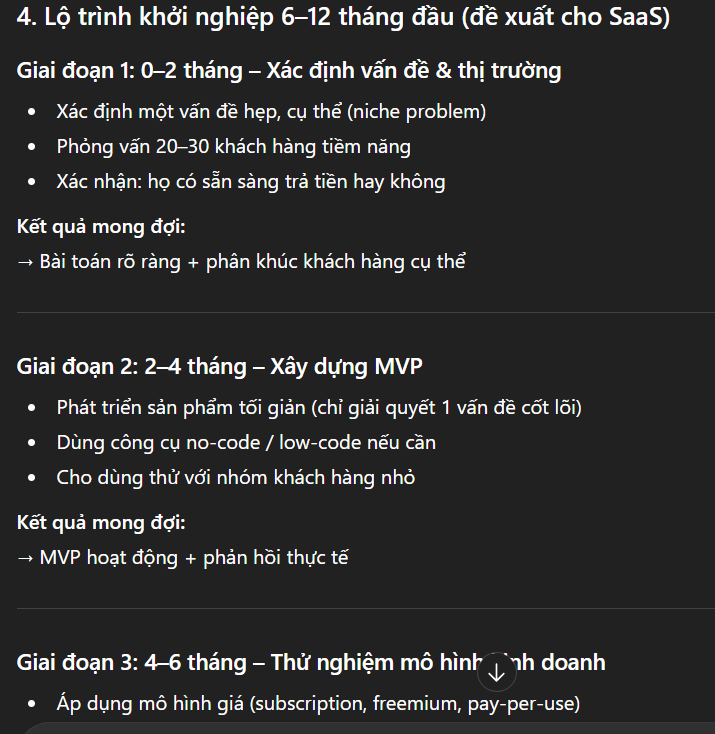 4. Lộ trình khởi nghiệp 6–12 tháng đầu (đề xuất cho SaaS)
Giai đoạn 1: 0–2 tháng – Xác định vấn đề & thị trường
• Xác định một vấn đề hẹp, cụ thể (niche problem)
• Phỏng vấn 20–30 khách hàng tiềm năng
• Xác nhận: họ có sẵn sàng trả tiền hay không
Kết quả mong đợi:
→ Bài toán rõ ràng + phân khúc khách hàng cụ thể
Giai đoạn 2: 2–4 tháng – Xây dựng MVP
• Phát triển sản phẩm tối giản (chỉ giải quyết 1 vấn đề cốt lõi)
• Dùng công cụ no-code / low-code nếu cần
• Cho dùng thử với nhóm khách hàng nhỏ
Kết quả mong đợi:
→ MVP hoạt động + phản hồi thực tế
Giai đoạn 3: 4–6 tháng – Thử nghiệm mô hình doanh
• Áp dụng mô hình giá (subscription, freemium, pay-per-use)